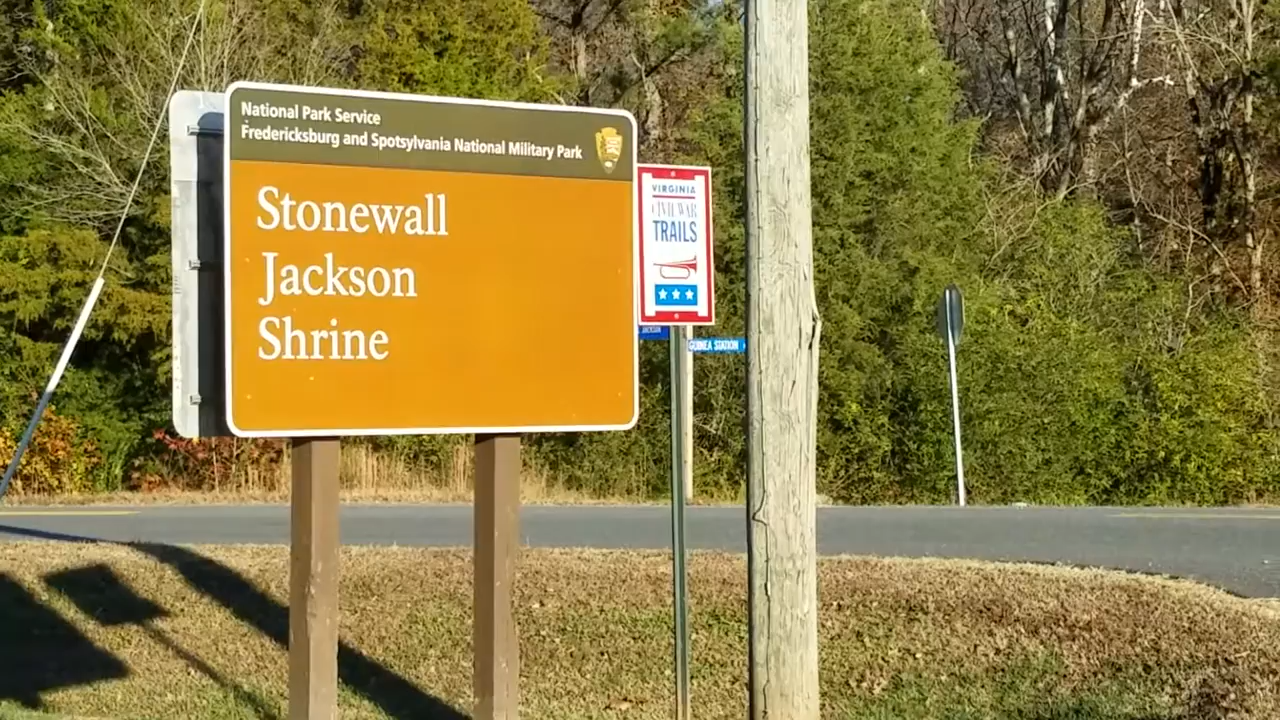 National Park Service
Fredericksburg and Spotsylvania National Military Park
Stonewall
Jackson
Shrine
VIRGINIA
CIVIL WAR
TRAILS
JACKSON
GUINEA STATION